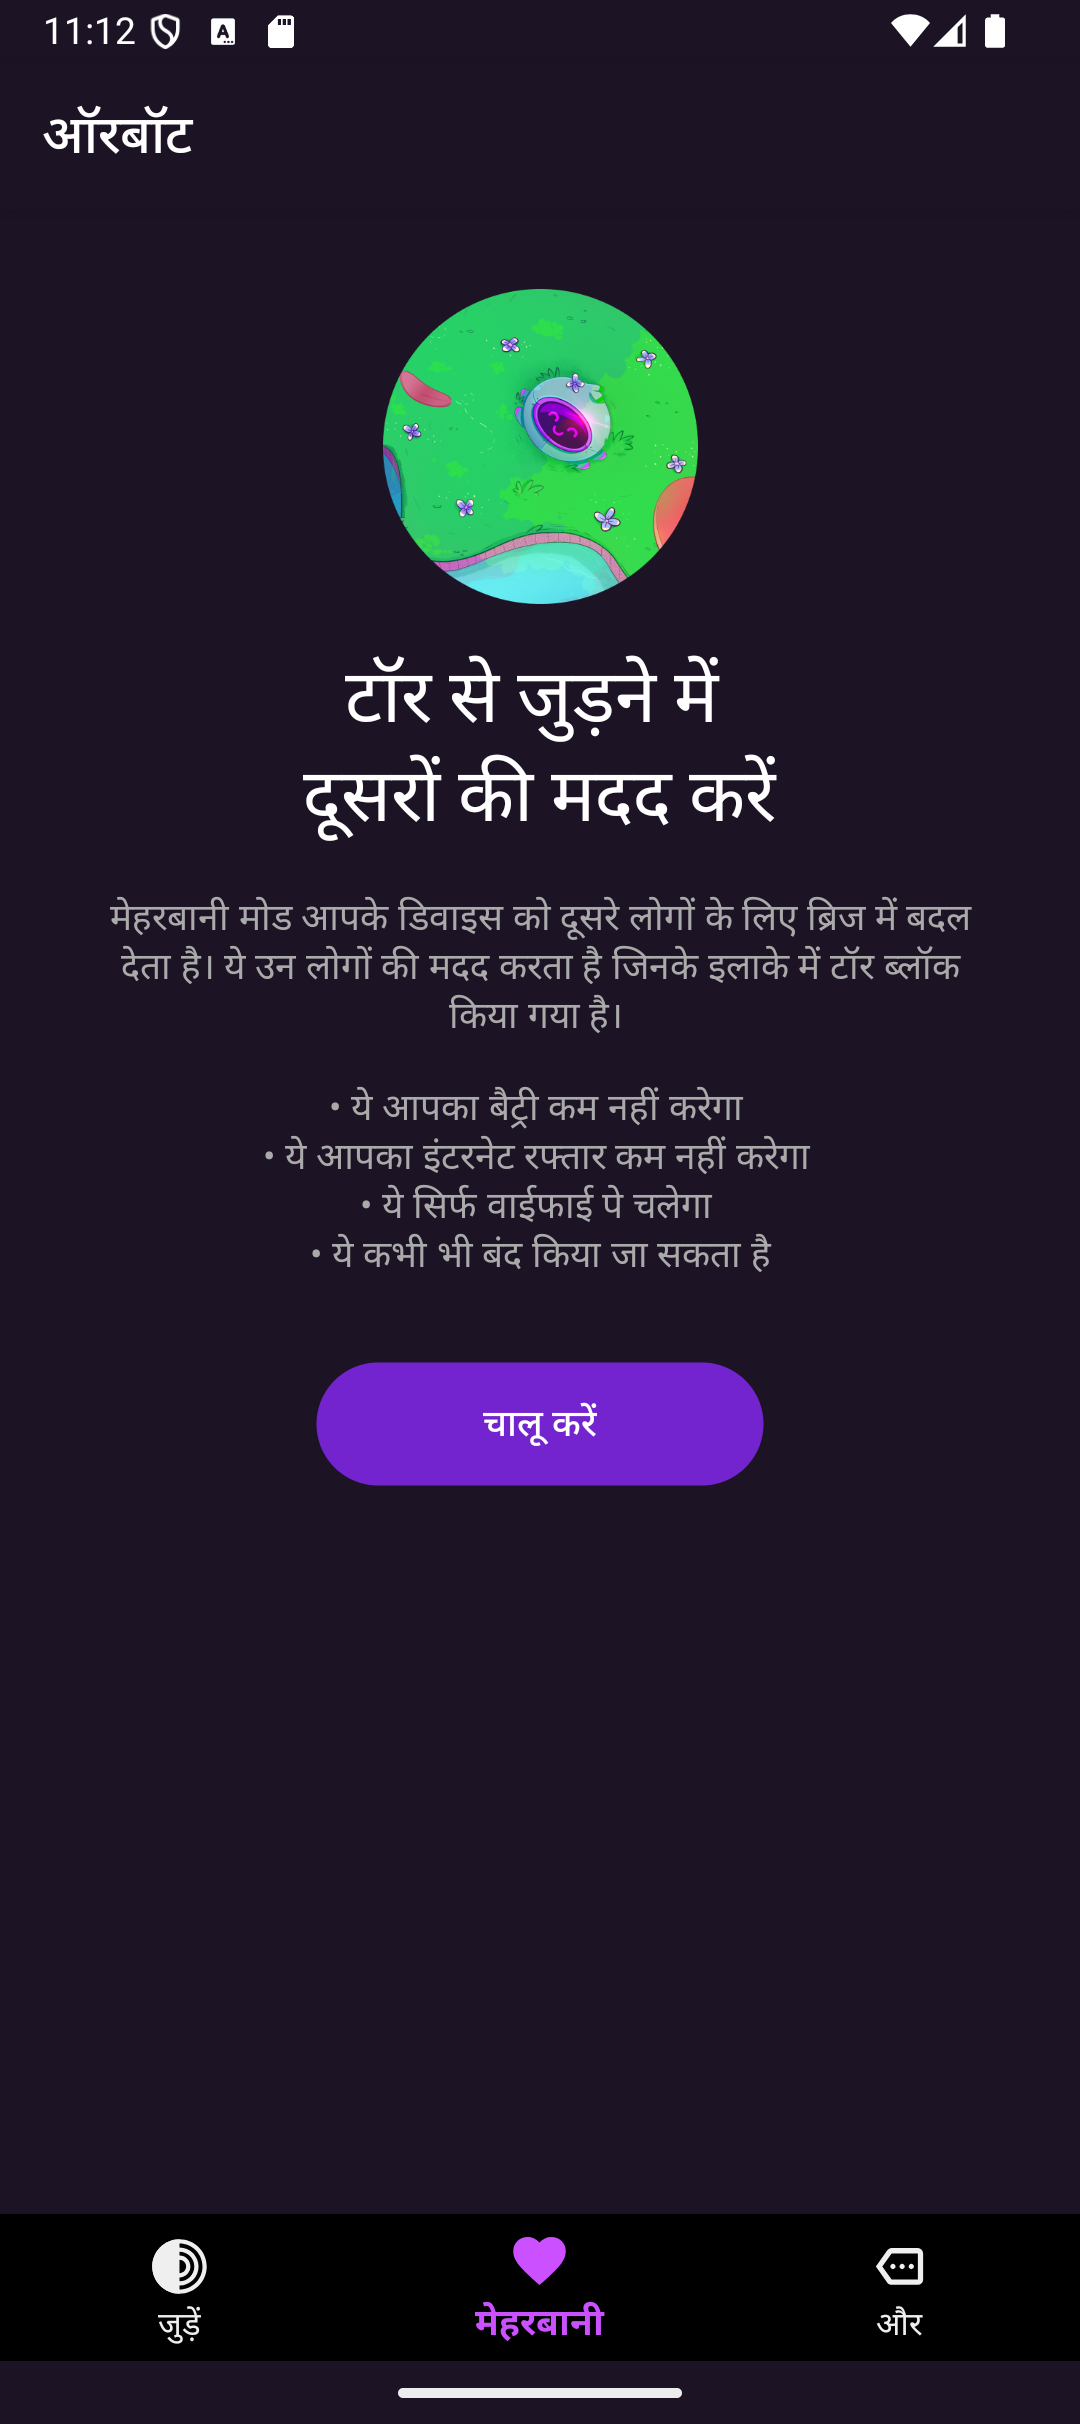 11:12
ऑरबॉट
टॉर से जुड़ने में
दूसरों की मदद करें
मेहरबानी मोड आपके डिवाइस को दूसरे लोगों के लिए ब्रिज में बदल
देता है। ये उन लोगों की मदद करता है जिनके इलाके में टॉर ब्लॉक
किया गया है।
• ये आपका बैट्री कम नहीं करेगा
• ये आपका इंटरनेट रफ्तार कम नहीं करेगा
• ये सिर्फ वाईफाई पे चलेगा
• ये कभी भी बंद किया जा सकता है
चालू करें
जुड़ें
मेहरबानी
और